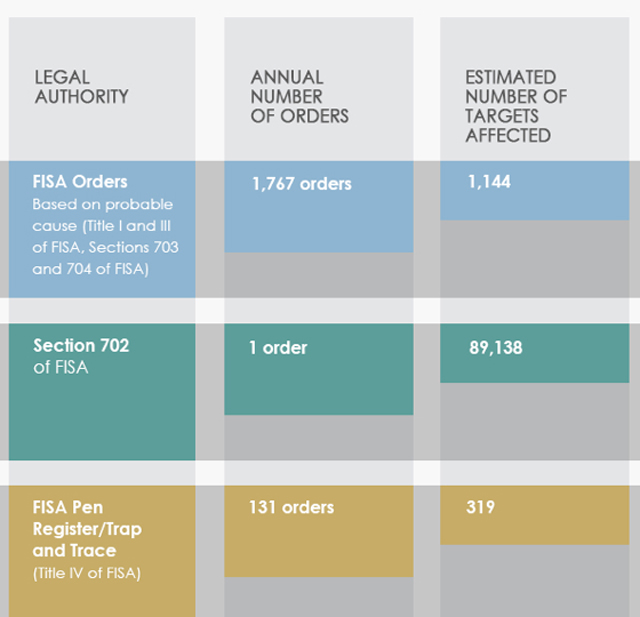 LEGAL
AUTHORITY
ANNUAL
NUMBER
OF ORDERS
ESTIMATED
NUMBER OF
TARGETS
AFFECTED
FISA Orders
Based on probable
cause (Title I and III
of FISA, Sections 703
and 704 of FISA)
1,767 orders
1,144
Section 702
of FISA
1 order
89,138
FISA Pen
Register/Trap
and Trace
(Title IV of FISA)
131 orders
319